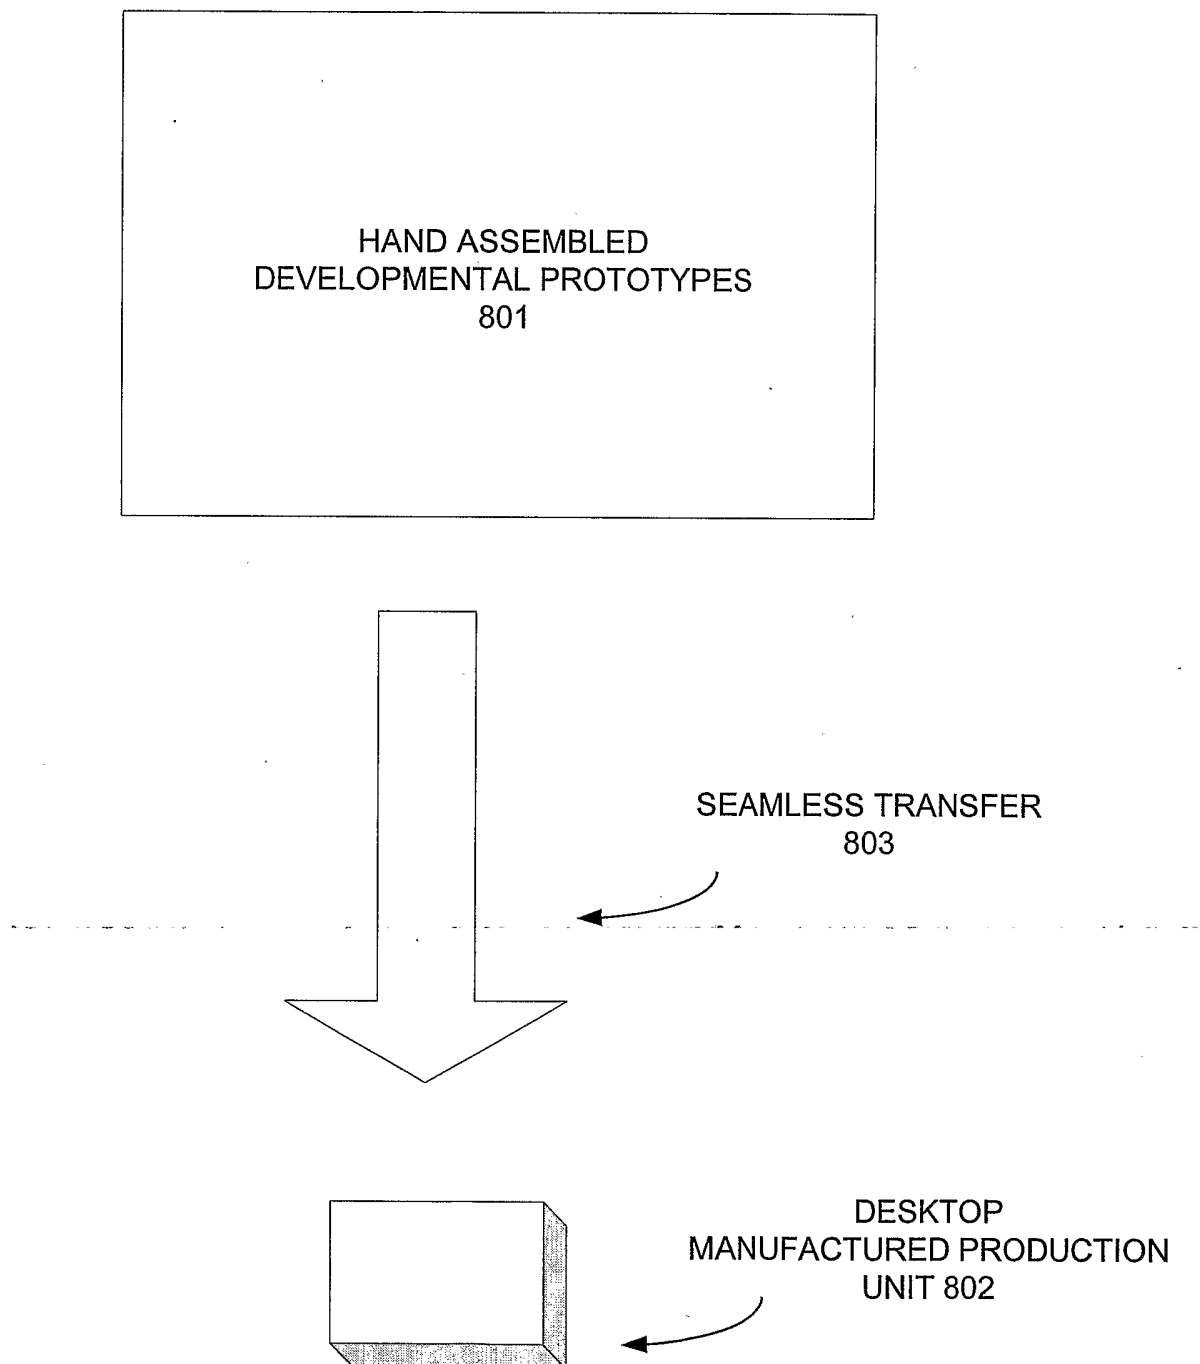 HAND ASSEMBLED
DEVELOPMENTAL PROTOTYPES
801
SEAMLESS TRANSFER
803
DESKTOP
MANUFACTURED PRODUCTION
UNIT 802